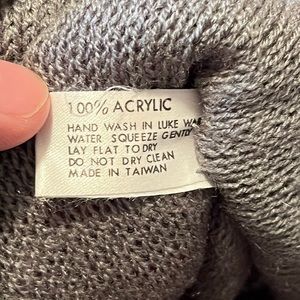 100% ACRYLIC
HAND WASH IN LUKE WA
WATER SQUEEZE GENTLY
LAY FLAT TO DRY
DO NOT DRY CLEAN
MADE IN TAIWAN